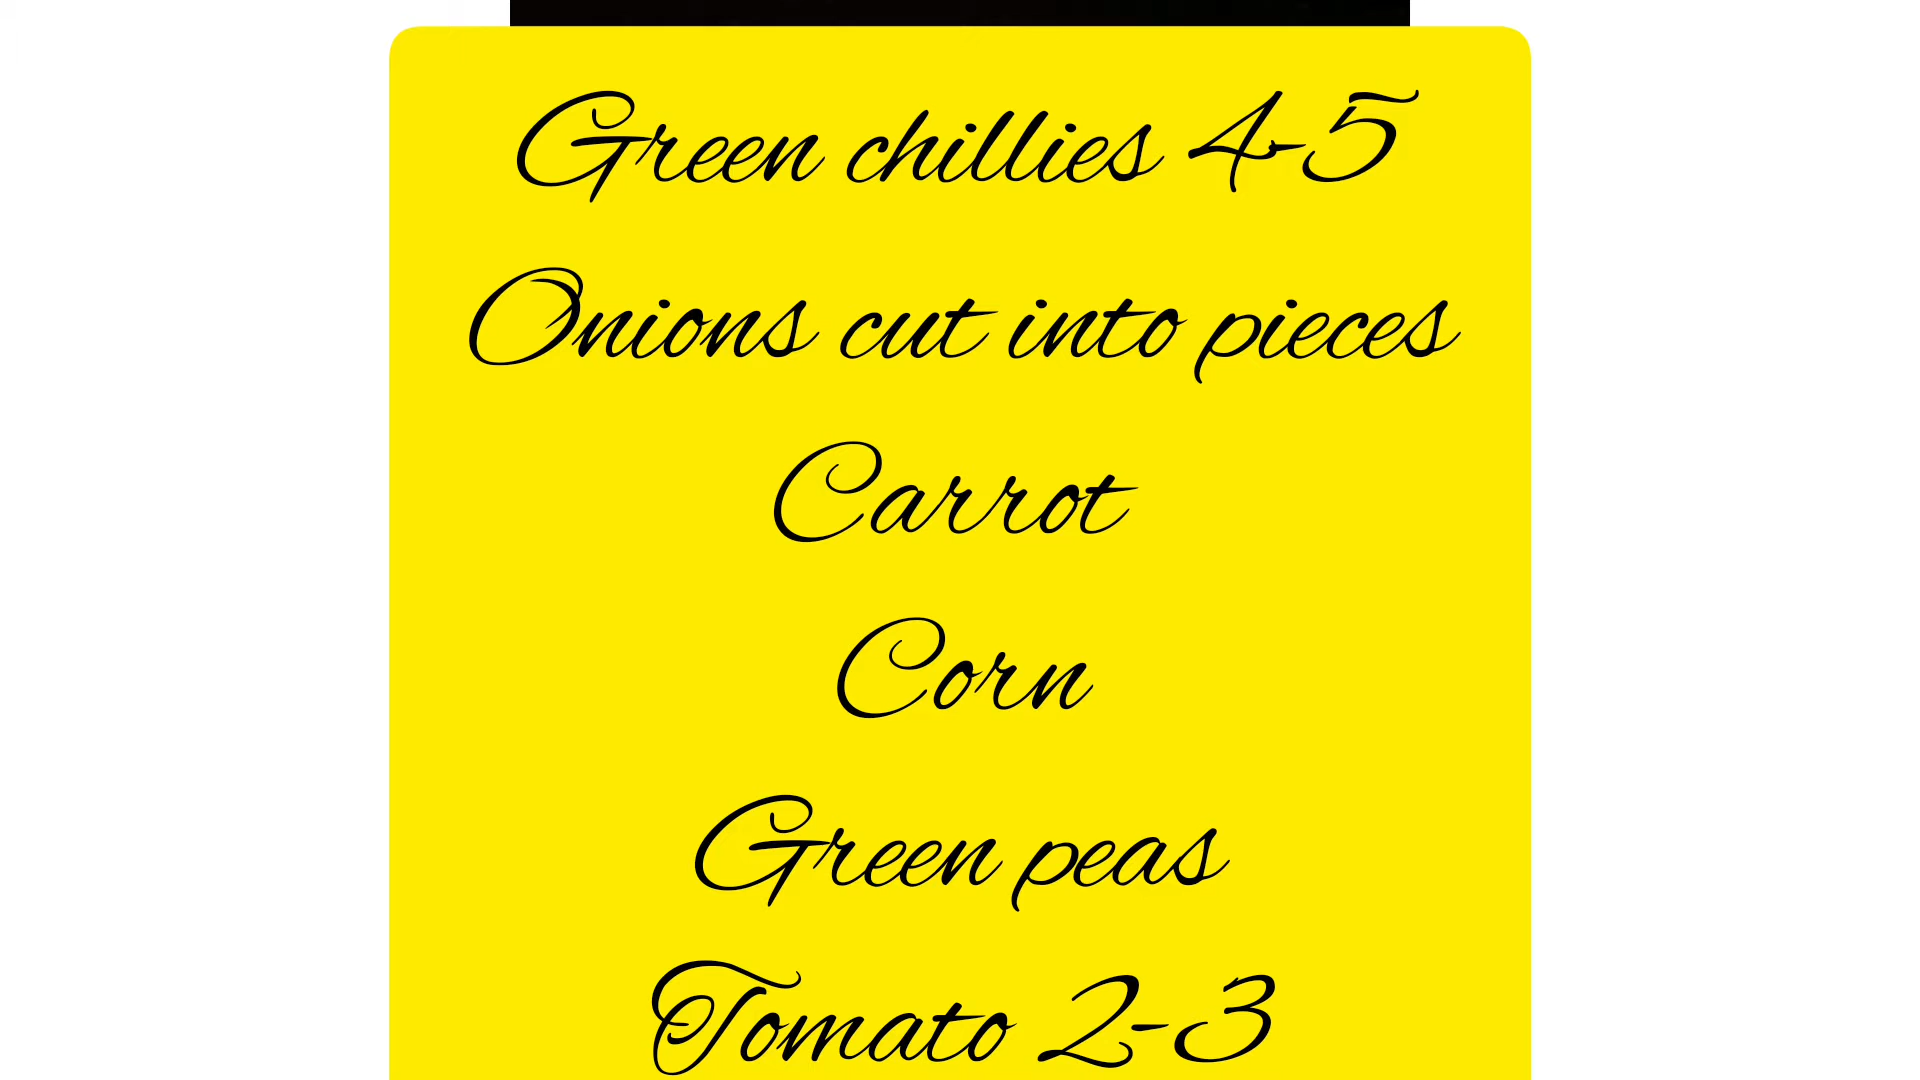 Green chillies 4-5
Onions cut into pieces
Carrot
Corn
Green peas
Tomato 2-3